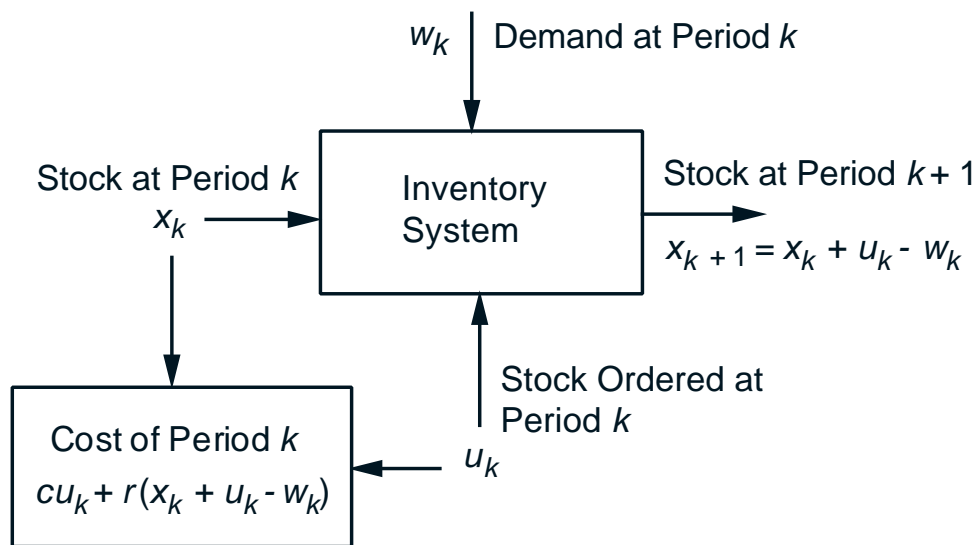 w_k Demand at Period k
Stock at Period k
x_k
Inventory
System
Stock at Period k + 1
x_{k + 1} = x_k + u_k - w_k
Stock Ordered at
Period k
u_k
Cost of Period k
cu_k + r(x_k + u_k - w_k)